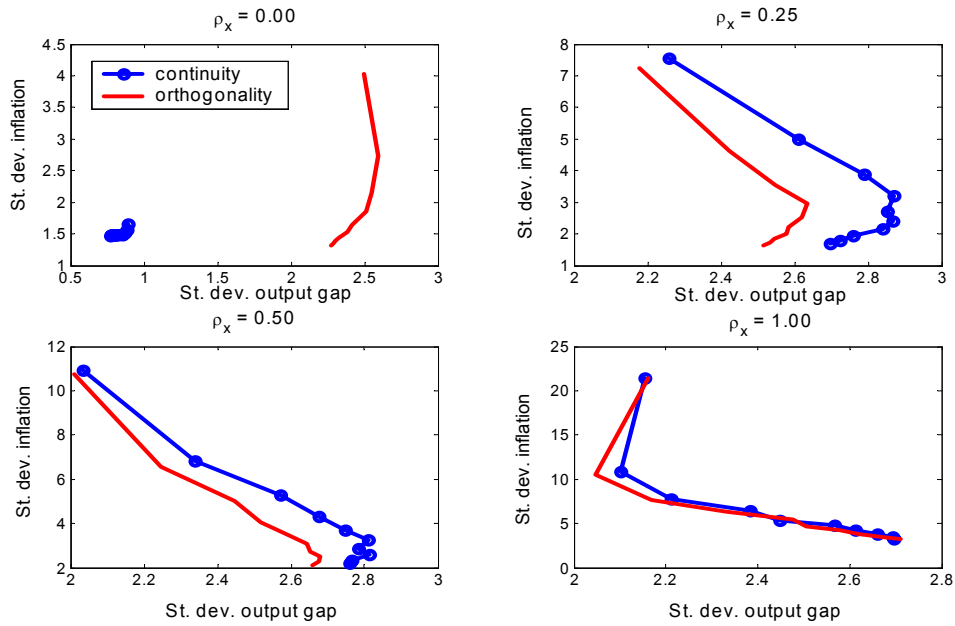 ρx = 0.00
4.5
4
3.5
3
2.5
2
1.5
1
0.5 1 1.5 2 2.5 3
St. dev. inflation
St. dev. output gap
continuity
orthogonality
ρx = 0.25
8
7
6
5
4
3
2
1
0
2 2.2 2.4 2.6 2.8 3
St. dev. inflation
St. dev. output gap
ρx = 0.50
12
10
8
6
4
2
2 2.2 2.4 2.6 2.8 3
St. dev. inflation
St. dev. output gap
ρx = 1.00
25
20
15
10
5
0
2 2.2 2.4 2.6 2.8
St. dev. inflation
St. dev. output gap